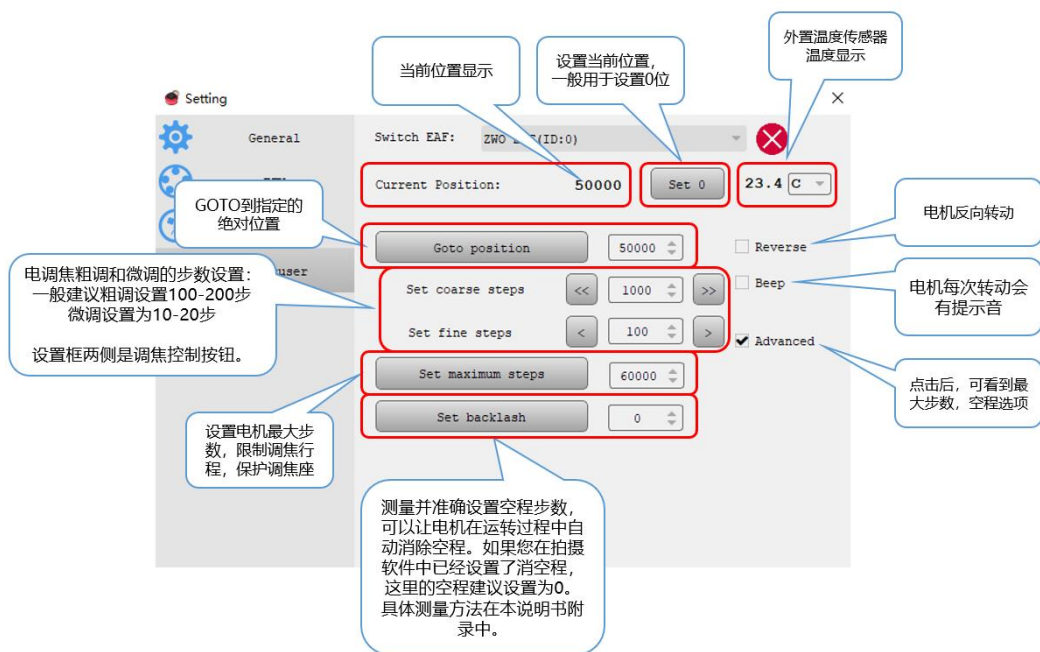 外置温度传感器
温度显示
设置当前位置，
一般用于设置0位
当前位置显示
Setting
General
Switch EAF:
ZWO
(ID:0)
Current Position:
50000
Set 0
23.4
C
GOTO到指定的
绝对位置
Goto position
50000
Reverse
电机反向转动
电调焦粗调和微调的步数设置：
一般建议粗调设置100-200步
微调设置为10-20步
设置框两侧是调焦控制按钮。
user
Set coarse steps
<<
1000
>>
Beep
电机每次转动会
有提示音
Set fine steps
<
100
>
Advanced
点击后，可看到最
大步数，空程选项
Set maximum steps
60000
设置电机最大步
数，限制调焦行
程，保护调焦座
Set backlash
0
测量并准确设置空程步数，
可以让电机在运转过程中自
动消除空程。如果您在拍摄
软件中已经设置了消空程，
这里的空程建议设置为0。
具体测量方法在本说明书附
录中。